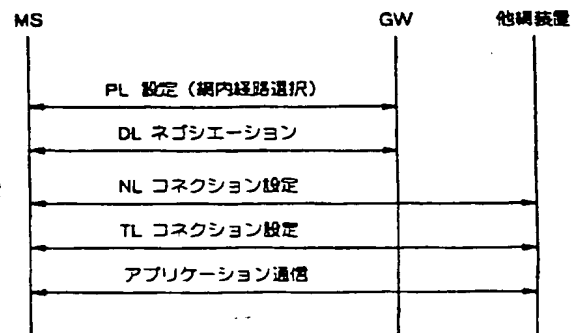 MS GW 他網装置
PL 設定（網内経路選択）
DL ネゴシエーション
NL コネクション設定
TL コネクション設定
アプリケーション通信